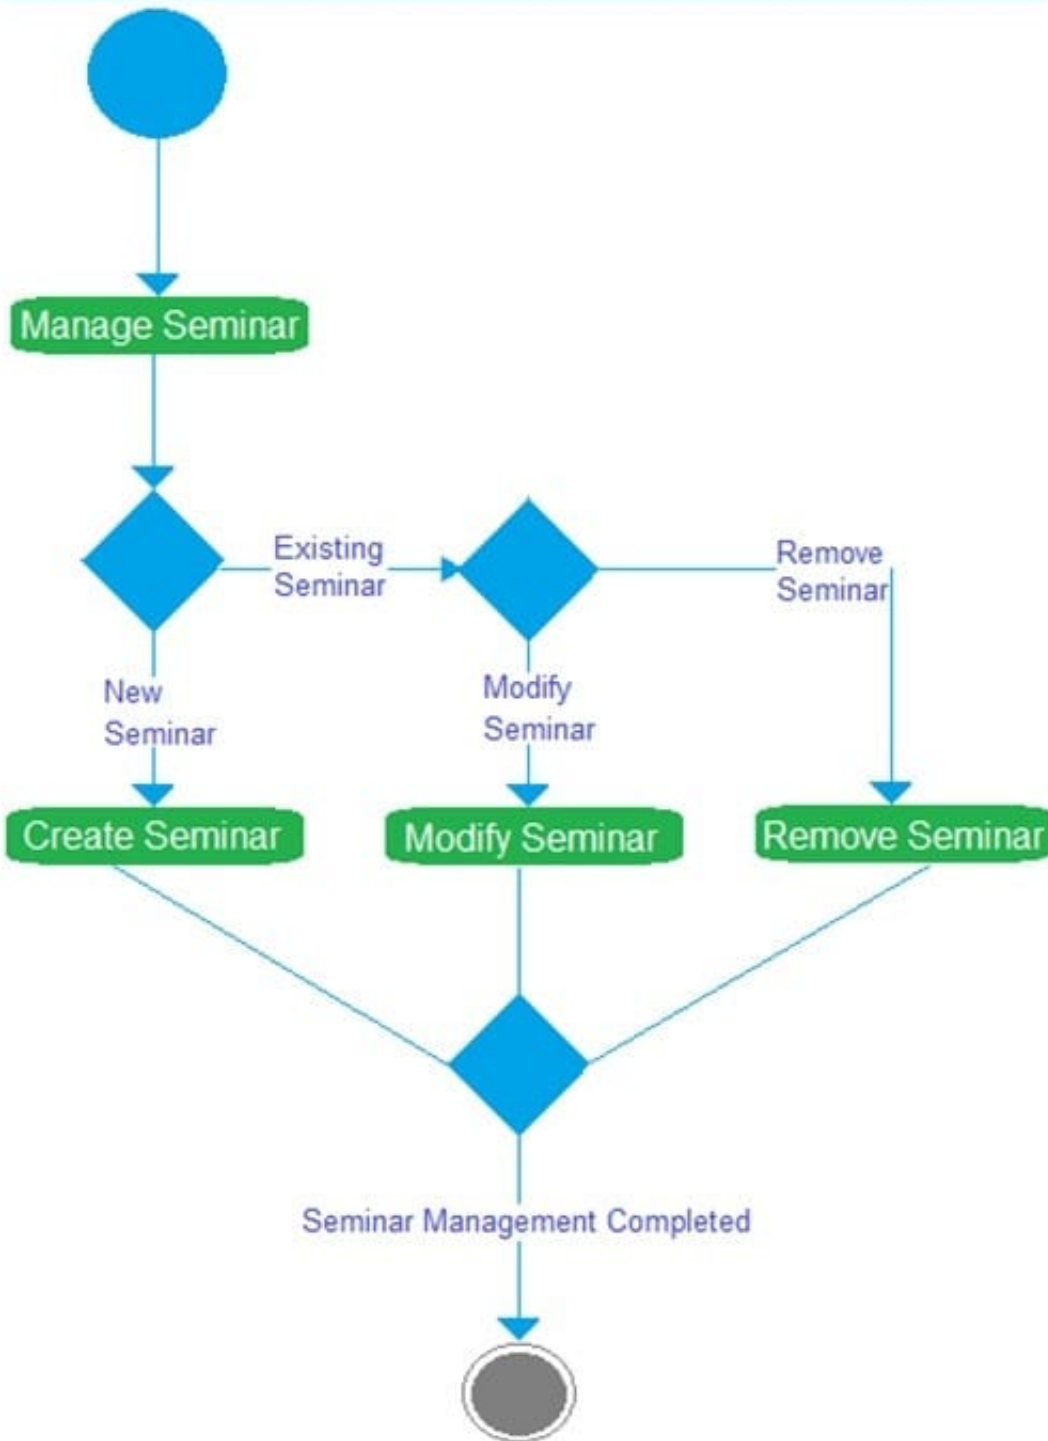 Manage Seminar
Existing
Seminar
Remove
Seminar
New
Seminar
Modify
Seminar
Create Seminar
Modify Seminar
Remove Seminar
Seminar Management Completed